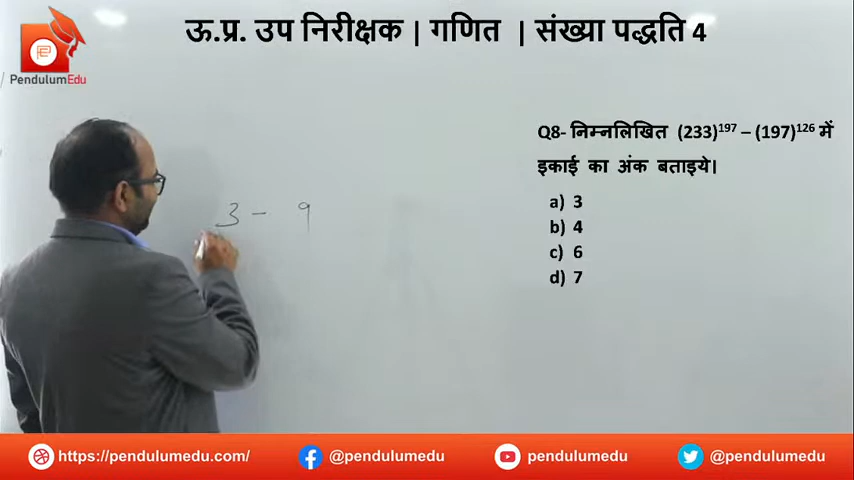 ऊ.प्र. उप निरीक्षक | गणित | संख्या पद्धति 4
PendulumEdu
Q8- निम्नलिखित (233)¹⁹⁷ – (197)¹²⁶ में
इकाई का अंक बताइये।
a) 3
b) 4
c) 6
d) 7
3 - 9
https://pendulumedu.com/
@pendulumedu
pendulumedu
@pendulumedu